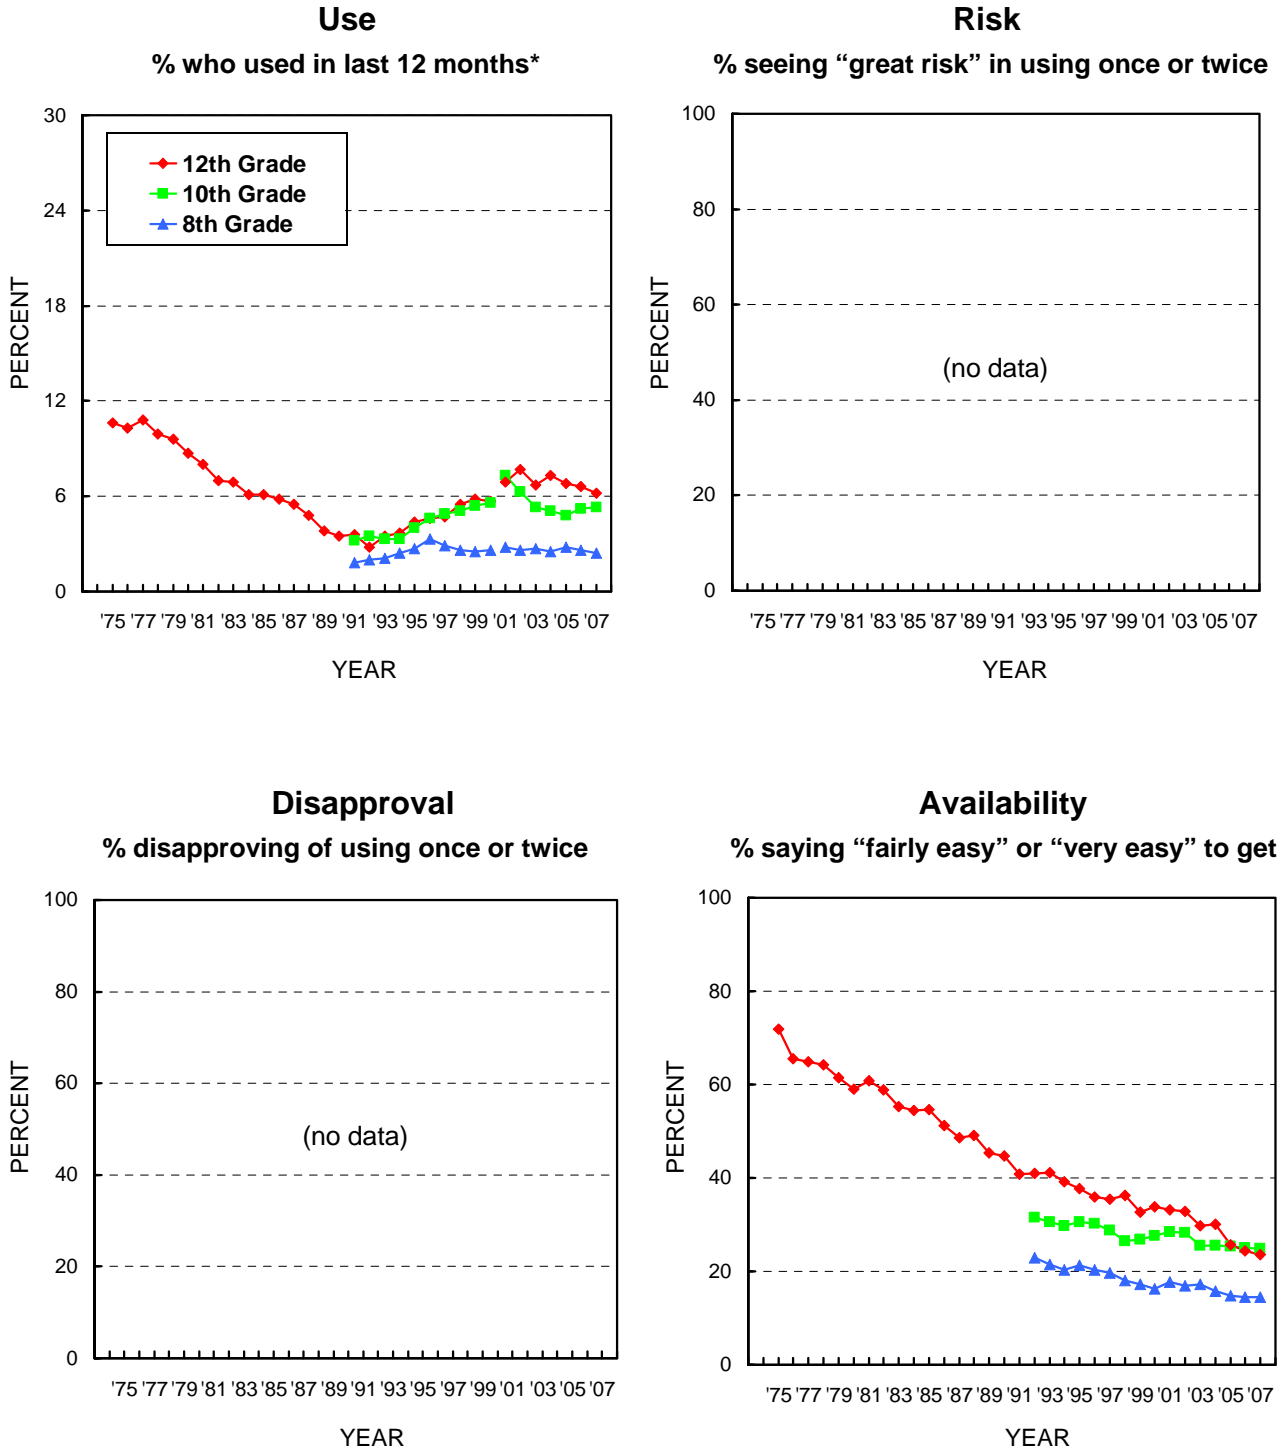 Use
% who used in last 12 months*
30
24
18
12
6
0
PERCENT
12th Grade
10th Grade
8th Grade
'75 '77 '79 '81 '83 '85 '87 '89 '91 '93 '95 '97 '99 '01 '03 '05 '07
YEAR
Risk
% seeing “great risk” in using once or twice
100
80
60
40
20
0
PERCENT
(no data)
'75 '77 '79 '81 '83 '85 '87 '89 '91 '93 '95 '97 '99 '01 '03 '05 '07
YEAR
Disapproval
% disapproving of using once or twice
100
80
60
40
20
0
PERCENT
(no data)
'75 '77 '79 '81 '83 '85 '87 '89 '91 '93 '95 '97 '99 '01 '03 '05 '07
YEAR
Availability
% saying “fairly easy” or “very easy” to get
100
80
60
40
20
0
PERCENT
'75 '77 '79 '81 '83 '85 '87 '89 '91 '93 '95 '97 '99 '01 '03 '05 '07
YEAR